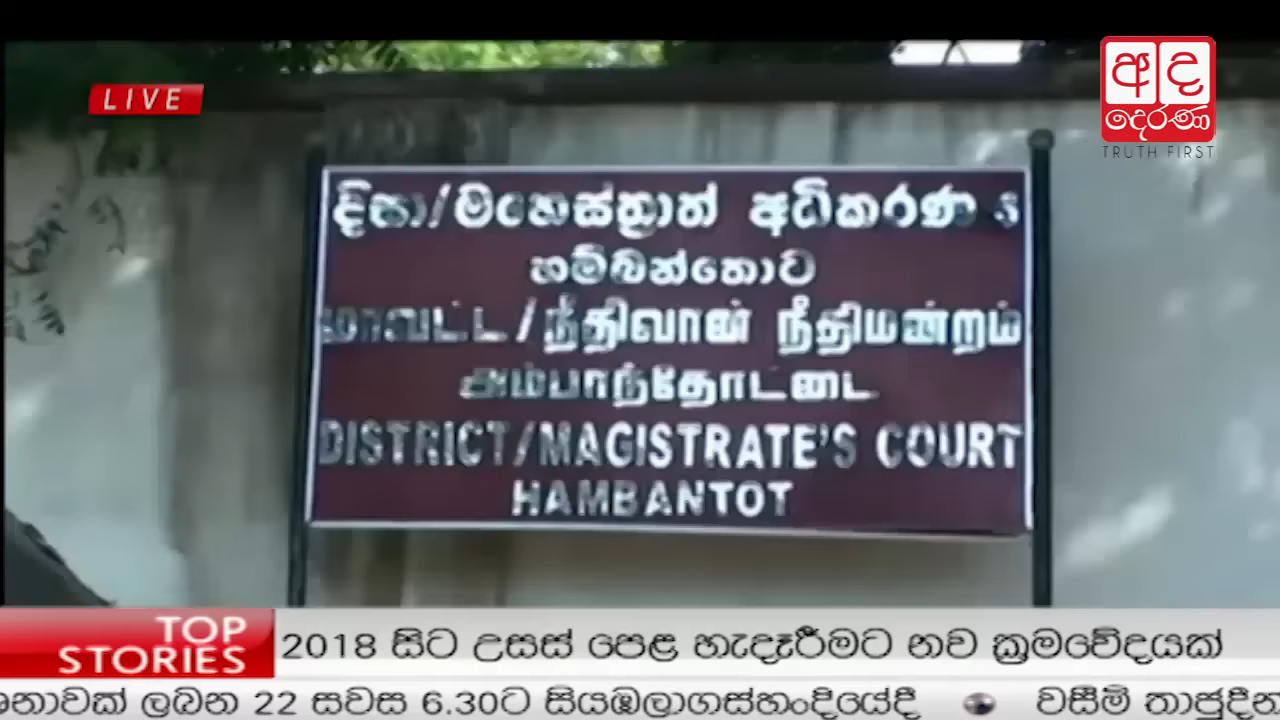 LIVE
අද
දෙරණ
TRUTH FIRST
දිසා/මහේස්ත්‍රාත් අධිකරණ
හම්බන්තොට
மாவட்ட/நீதிவான் நீதிமன்றம்
அம்பாந்தோட்டை
DISTRICT/MAGISTRATE'S COURT
HAMBANTOT
TOP STORIES
2018 සිට උසස් පෙළ හැදෑරීමට නව ක්‍රමවේදයක්
ලබන 22 සවස 6.30ට සියඹලාගස්හංදියේදී වසීම් තාජුදීන